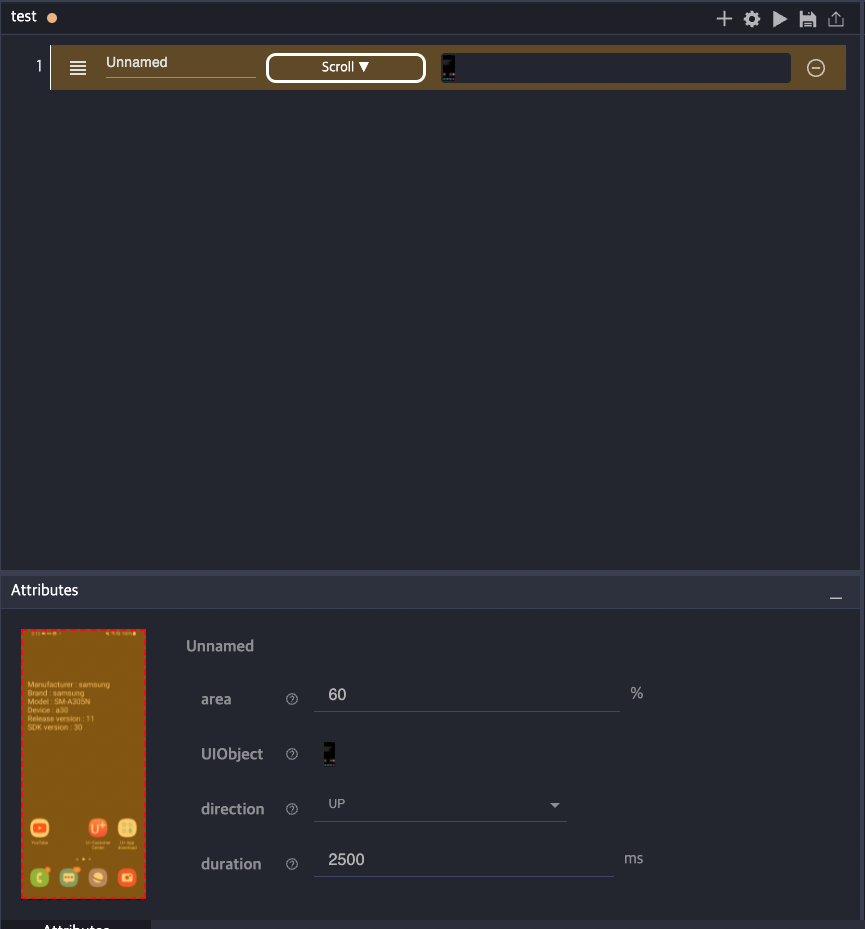 test
1
Unnamed
Scroll ▼
Attributes
Manufacturer : samsung
Brand : samsung
Model : SM-A305N
Device : a30
Release version : 11
SDK version : 30
YouTube
U+ Customer
Center
U+ App
download
Unnamed
area
60
%
UIObject
direction
UP
duration
2500
ms
Attributes